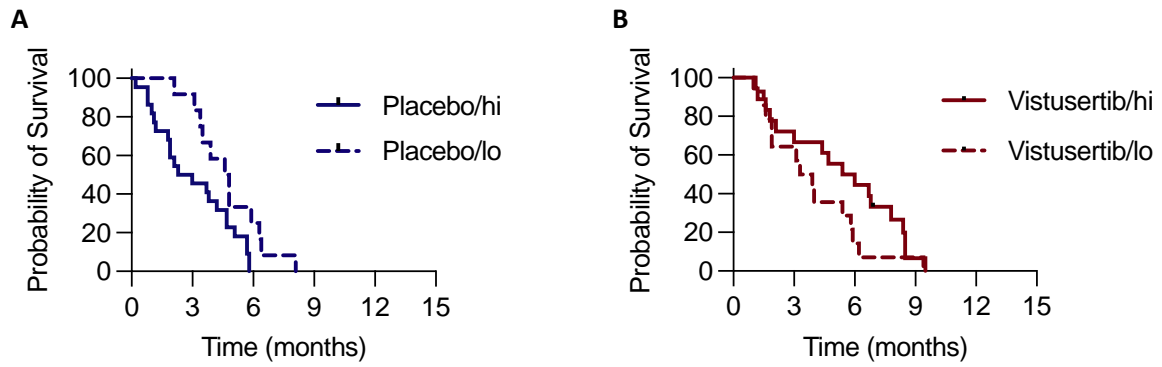 A
Probability of Survival
100
80
60
40
20
0
0 3 6 9 12 15
Time (months)
Placebo/hi
Placebo/lo
B
Probability of Survival
100
80
60
40
20
0
0 3 6 9 12 15
Time (months)
Vistusertib/hi
Vistusertib/lo